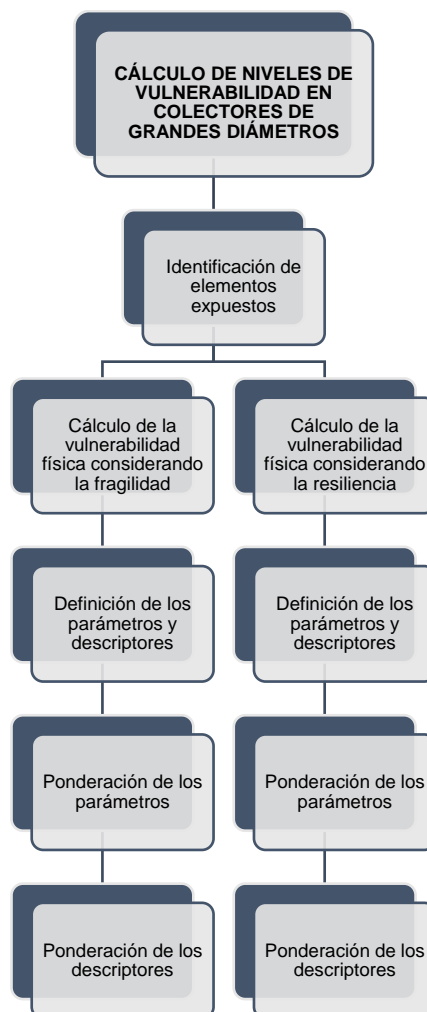 CÁLCULO DE NIVELES DE
VULNERABILIDAD EN
COLECTORES DE
GRANDES DIÁMETROS
Identificación de
elementos
expuestos
Cálculo de la
vulnerabilidad
física considerando
la fragilidad
Cálculo de la
vulnerabilidad
física considerando
la resiliencia
Definición de los
parámetros y
descriptores
Definición de los
parámetros y
descriptores
Ponderación de los
parámetros
Ponderación de los
parámetros
Ponderación de los
descriptores
Ponderación de los
descriptores